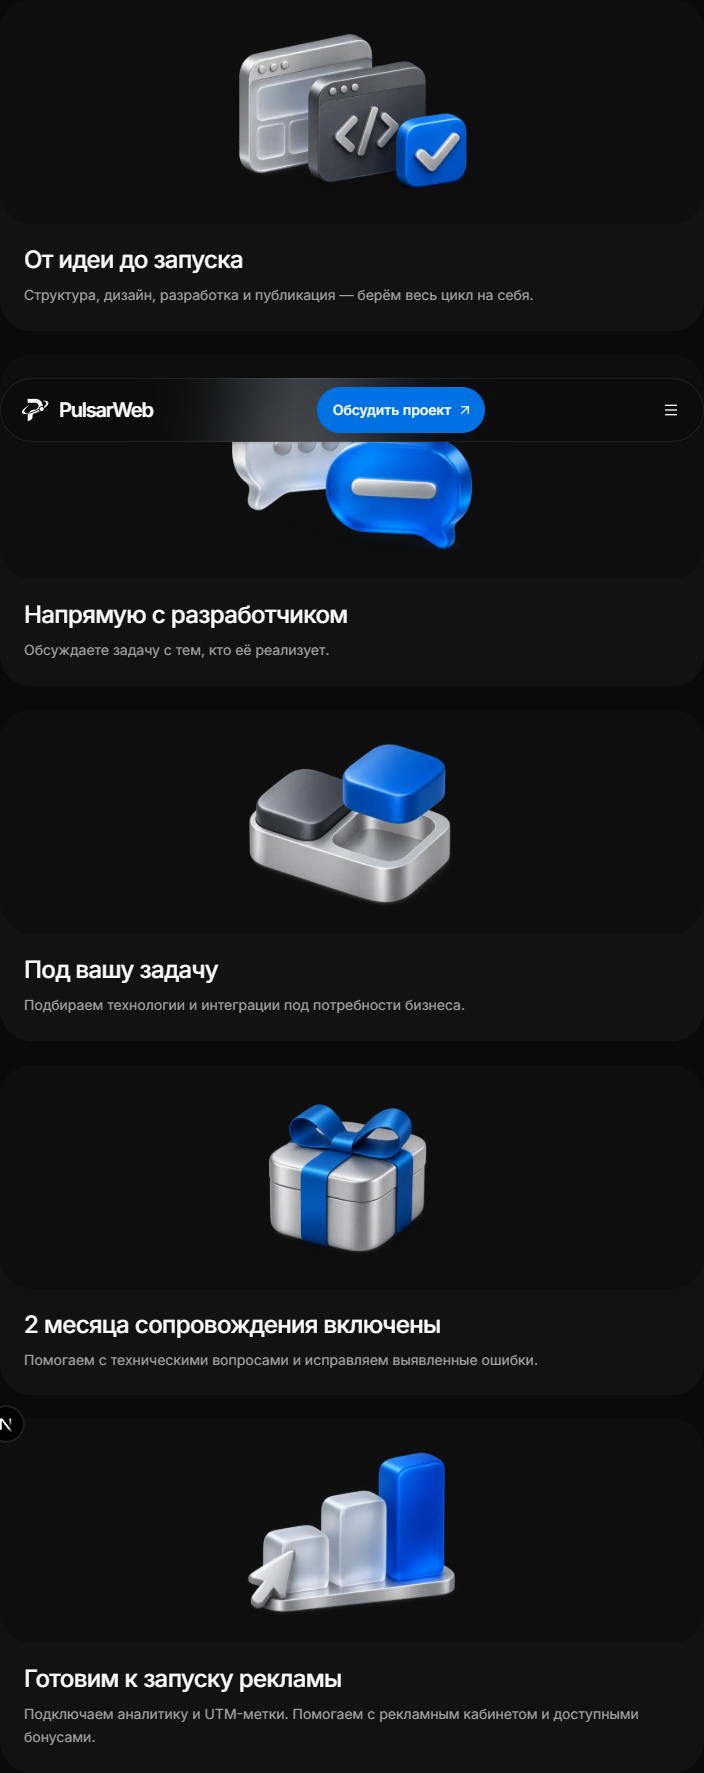 </>
От идеи до запуска
Структура, дизайн, разработка и публикация — берём весь цикл на себя.
PulsarWeb
Обсудить проект
Напрямую с разработчиком
Обсуждаете задачу с тем, кто её реализует.
Под вашу задачу
Подбираем технологии и интеграции под потребности бизнеса.
2 месяца сопровождения включены
Помогаем с техническими вопросами и исправляем выявленные ошибки.
N
Готовим к запуску рекламы
Подключаем аналитику и UTM-метки. Помогаем с рекламным кабинетом и доступными
бонусами.